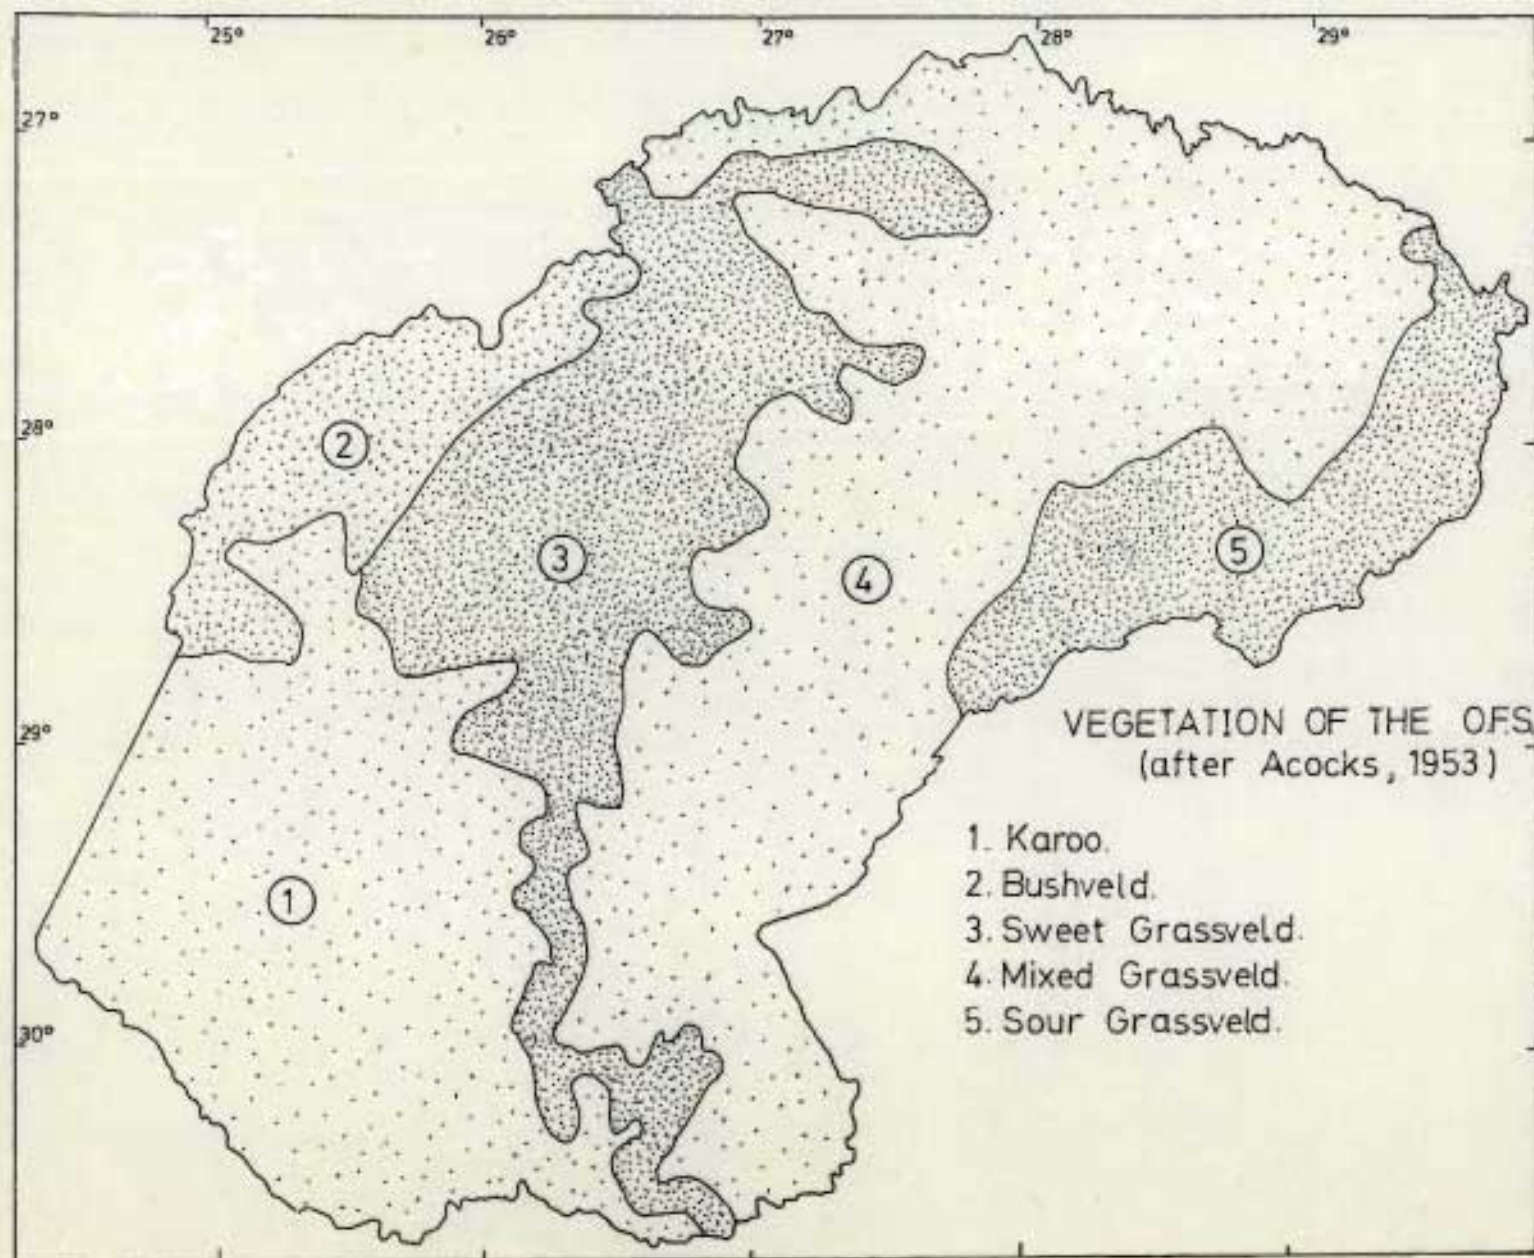 25° 26° 27° 28° 29°
27°
28°
29°
30°
2
3
4
5
1
VEGETATION OF THE O.F.S.
(after Acocks, 1953)
1. Karoo.
2. Bushveld.
3. Sweet Grassveld.
4. Mixed Grassveld.
5. Sour Grassveld.